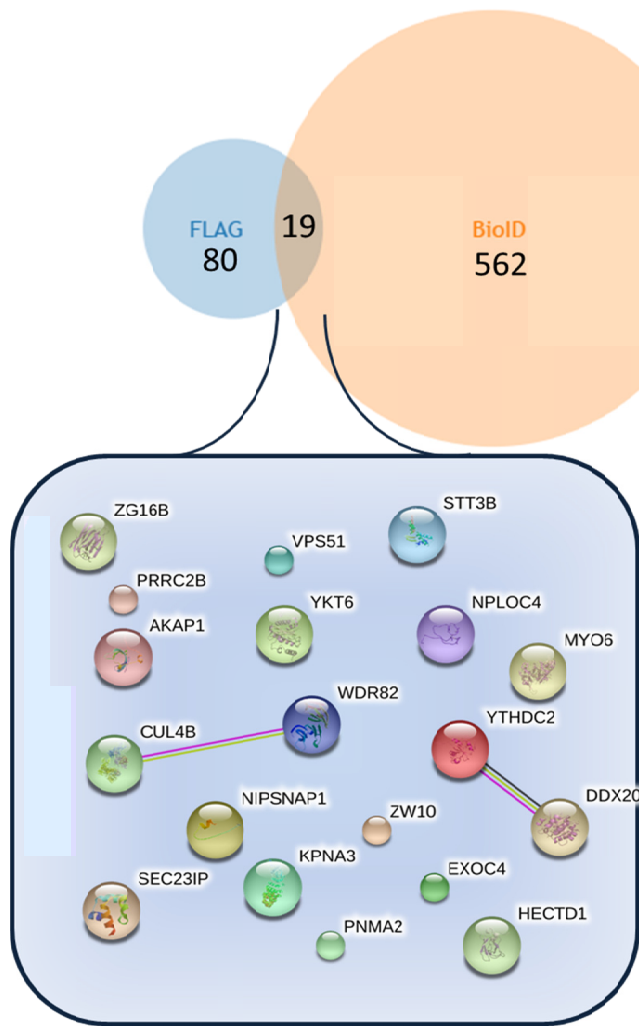 FLAG
80
19
BioID
562
ZG16B
STT3B
VPS51
PRRC2B
YKT6
NPLOC4
AKAP1
MYO6
WDR82
CUL4B
YTHDC2
NIPSNAP1
ZW10
DDX20
KPNA3
SEC23IP
EXOC4
PNMA2
HECTD1